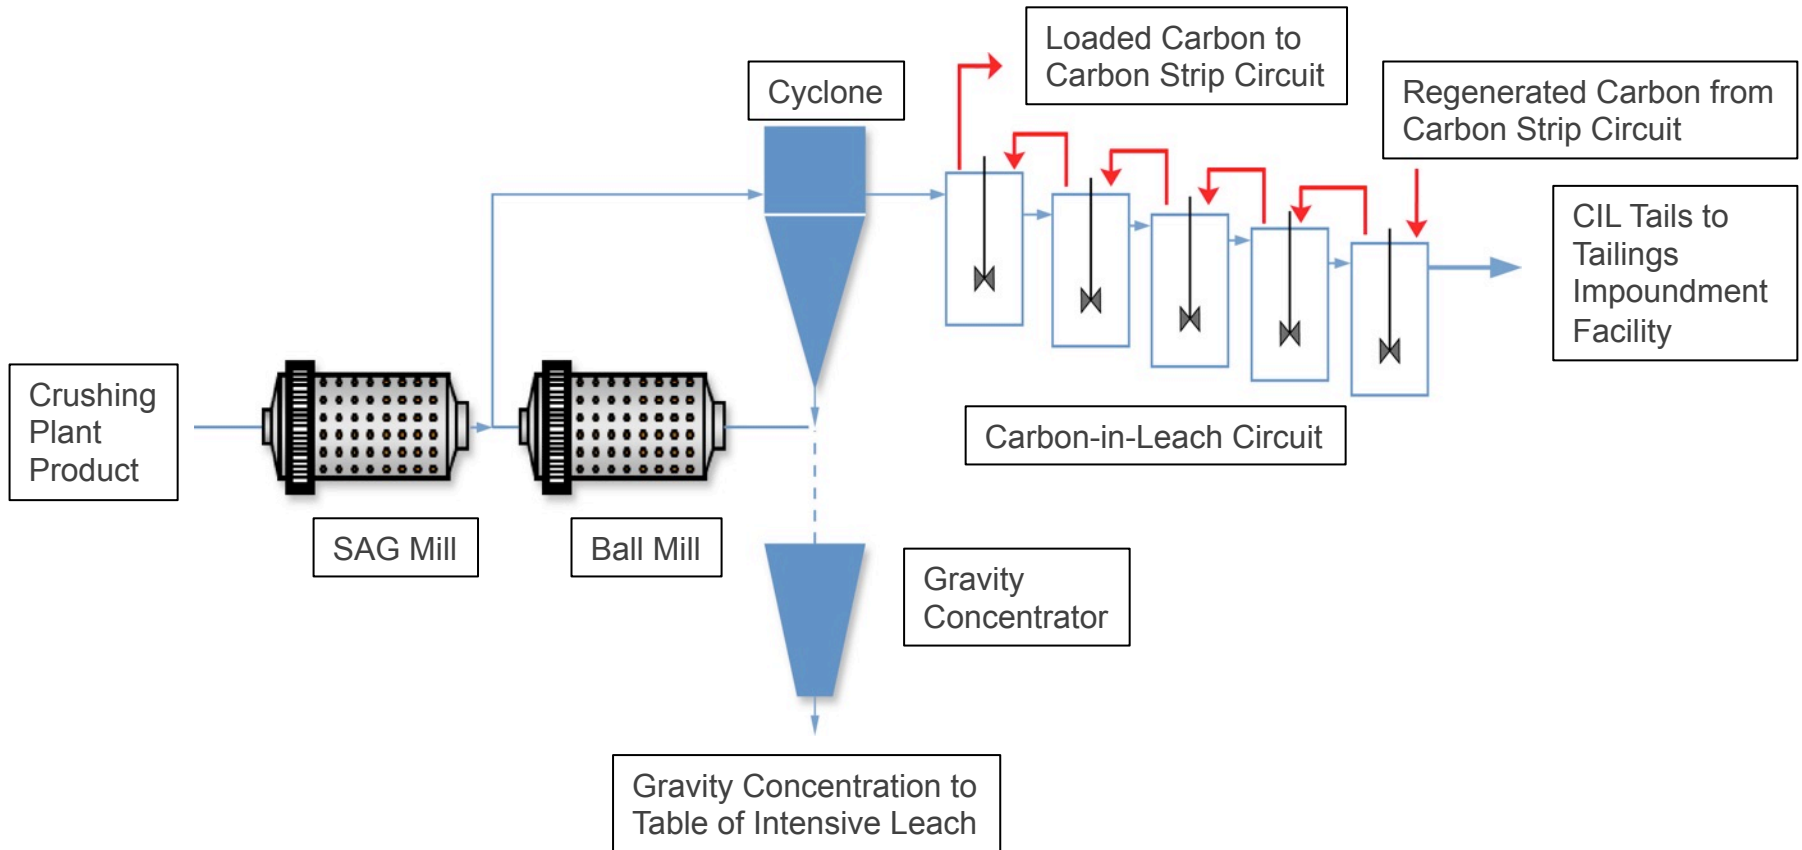 Loaded Carbon to
Carbon Strip Circuit
Cyclone
Regenerated Carbon from
Carbon Strip Circuit
CIL Tails to
Tailings
Impoundment
Facility
Crushing
Plant
Product
Carbon-in-Leach Circuit
SAG Mill
Ball Mill
Gravity
Concentrator
Gravity Concentration to
Table of Intensive Leach